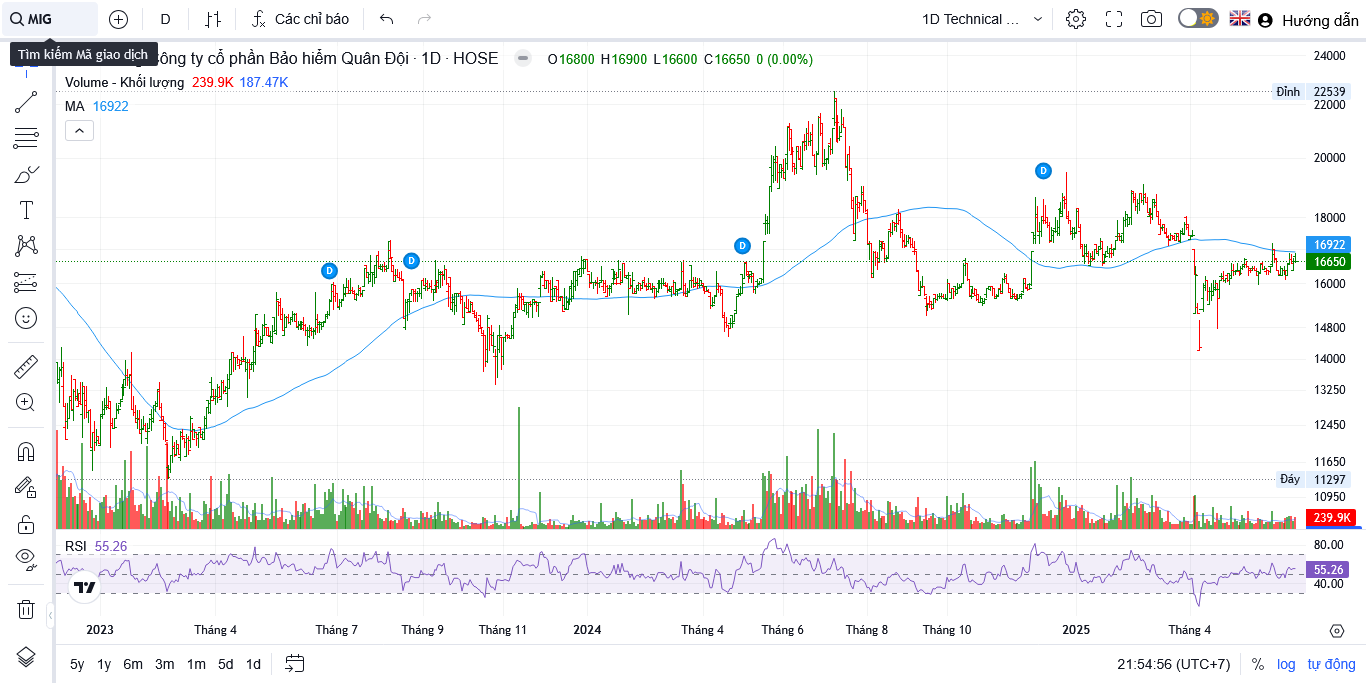 MIG
D
Các chỉ báo
1D Technical ...
Hướng dẫn
Tìm kiếm Mã giao dịch
ông ty cổ phần Bảo hiểm Quân Đội · 1D · HOSE
O16800 H16900 L16600 C16650 0 (0.00%)
Volume - Khối lượng 239.9K 187.47K
MA 16922
24000
Đỉnh 22539
22000
20000
18000
16922
16650
16000
14800
14000
13250
12450
11650
Đáy 11297
10950
239.9K
D
D
D
D
RSI 55.26
80.00
55.26
40.00
2023 Tháng 4 Tháng 7 Tháng 9 Tháng 11 2024 Tháng 4 Tháng 6 Tháng 8 Tháng 10 2025 Tháng 4
5y 1y 6m 3m 1m 5d 1d
21:54:56 (UTC+7) % log tự động